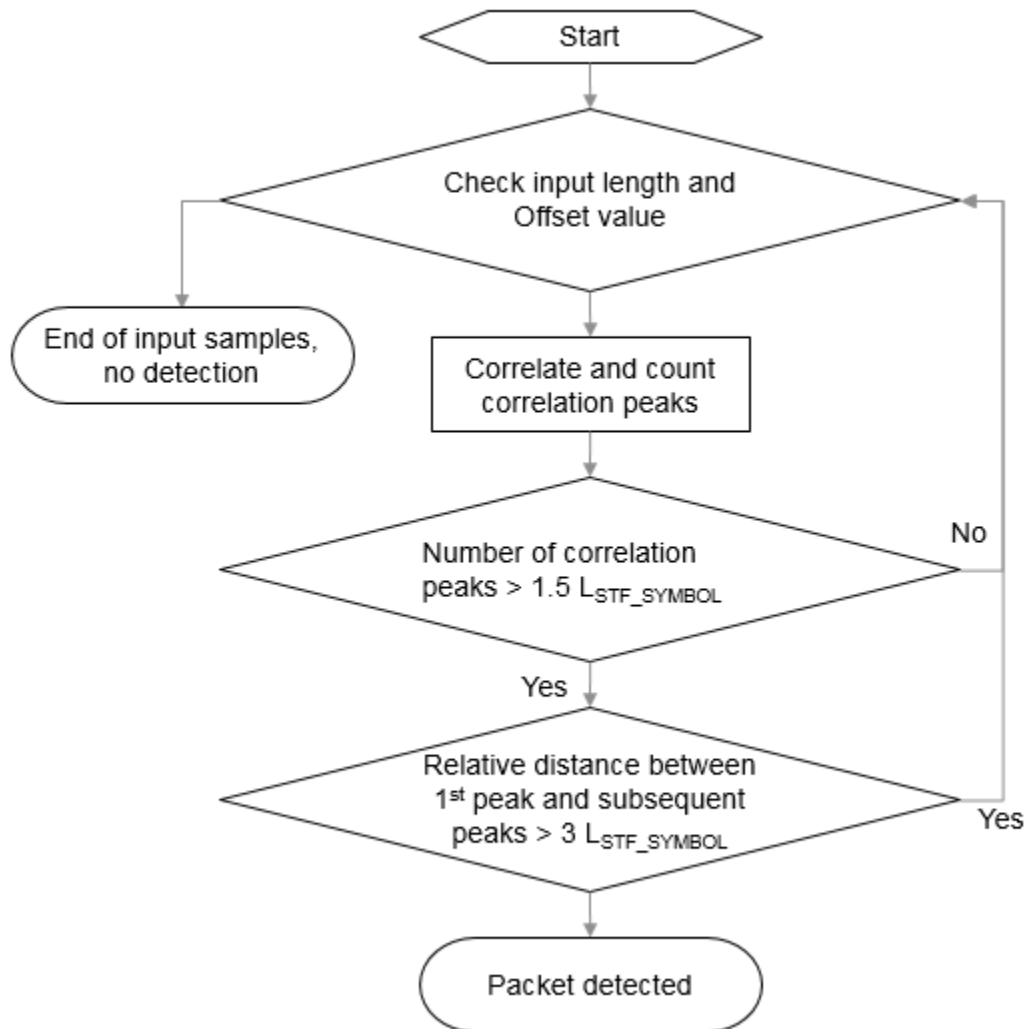 Start
Check input length and
Offset value
End of input samples,
no detection
Correlate and count
correlation peaks
Number of correlation
peaks > 1.5 L_STF_SYMBOL
No
Yes
Relative distance between
1st peak and subsequent
peaks > 3 L_STF_SYMBOL
Yes
Packet detected